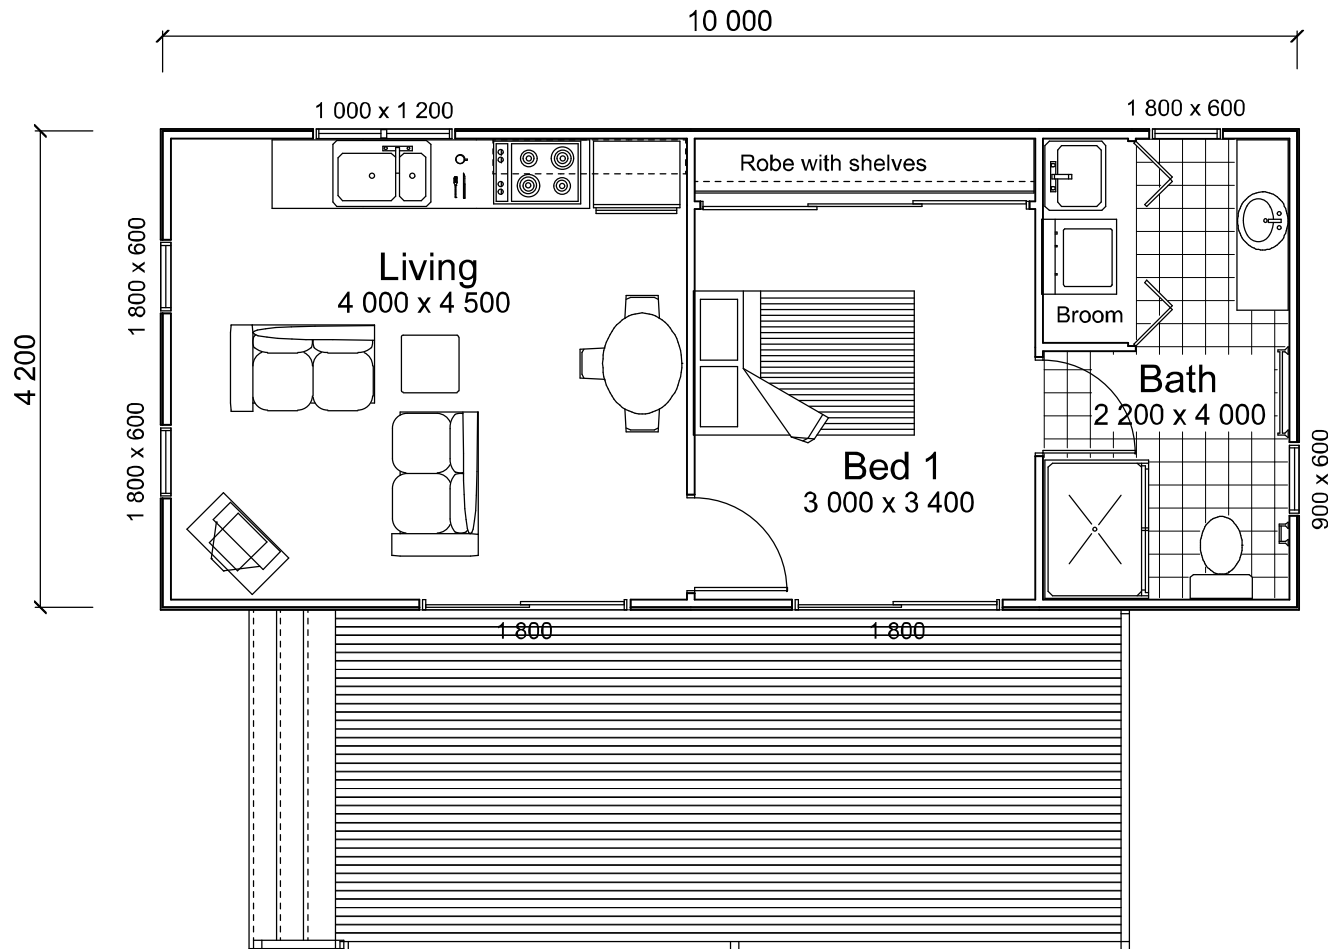 10 000
1 000 x 1 200
1 800 x 600
Robe with shelves
1 800 x 600
Living
4 000 x 4 500
Broom
4 200
Bath
2 200 x 4 000
1 800 x 600
Bed 1
3 000 x 3 400
900 x 600
1 800
1 800